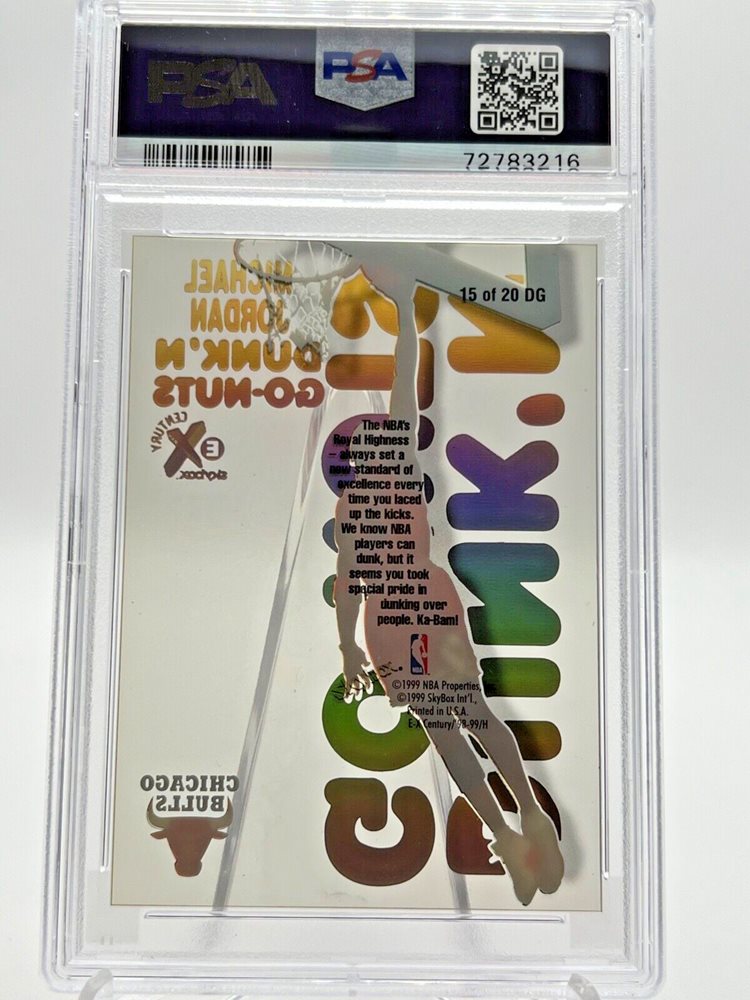 PSA
PSA
72783216
15 of 20 DG
MICHAEL
JORDAN
DUNK'N
GO-NUTS
E-X
CENTURY
skybox
The NBA's
Royal Highness
– always set a
new standard of
excellence every
time you laced
up the kicks.
We know NBA
players can
dunk, but it
seems you took
special pride in
dunking over
people. Ka-Bam!
NBA
©1999 NBA Properties,
©1999 SkyBox Int'l.,
Printed in U.S.A.
E-X Century/'98-99/H
CHICAGO
BULLS